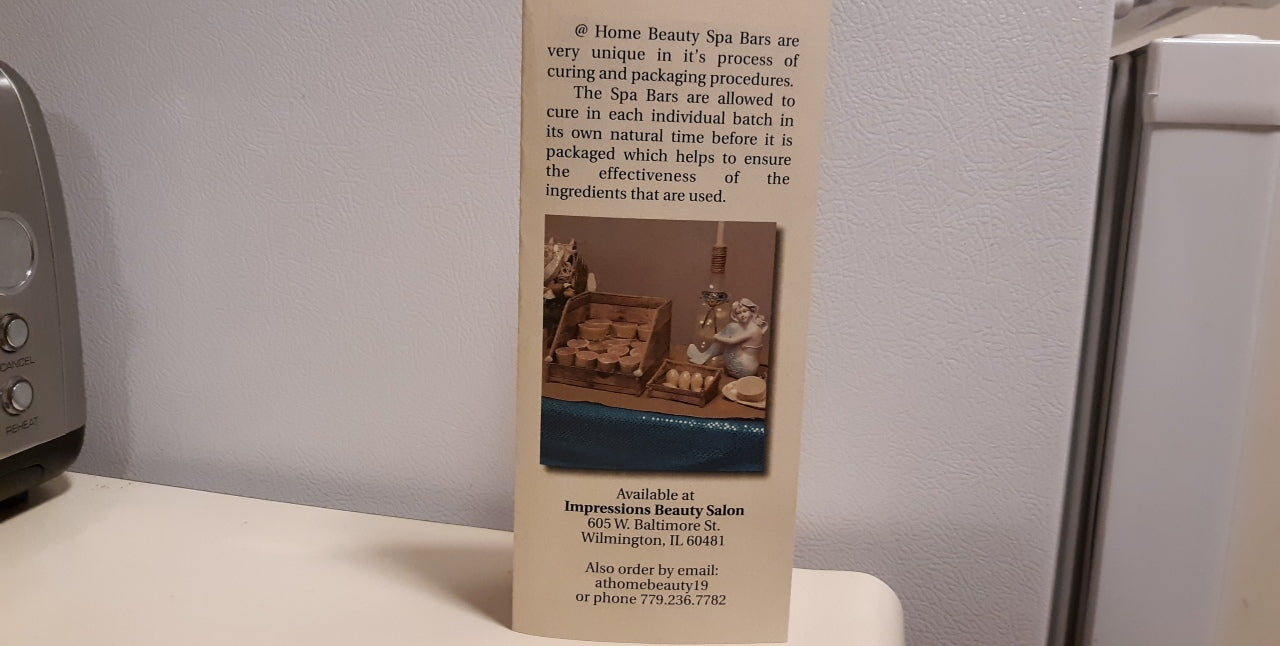 @ Home Beauty Spa Bars are
very unique in it's process of
curing and packaging procedures.
The Spa Bars are allowed to
cure in each individual batch in
its own natural time before it is
packaged which helps to ensure
the effectiveness of the
ingredients that are used.
Available at
Impressions Beauty Salon
605 W. Baltimore St.
Wilmington, IL 60481
Also order by email:
athomebeauty19
or phone 779.236.7782
CANCEL
REHEAT